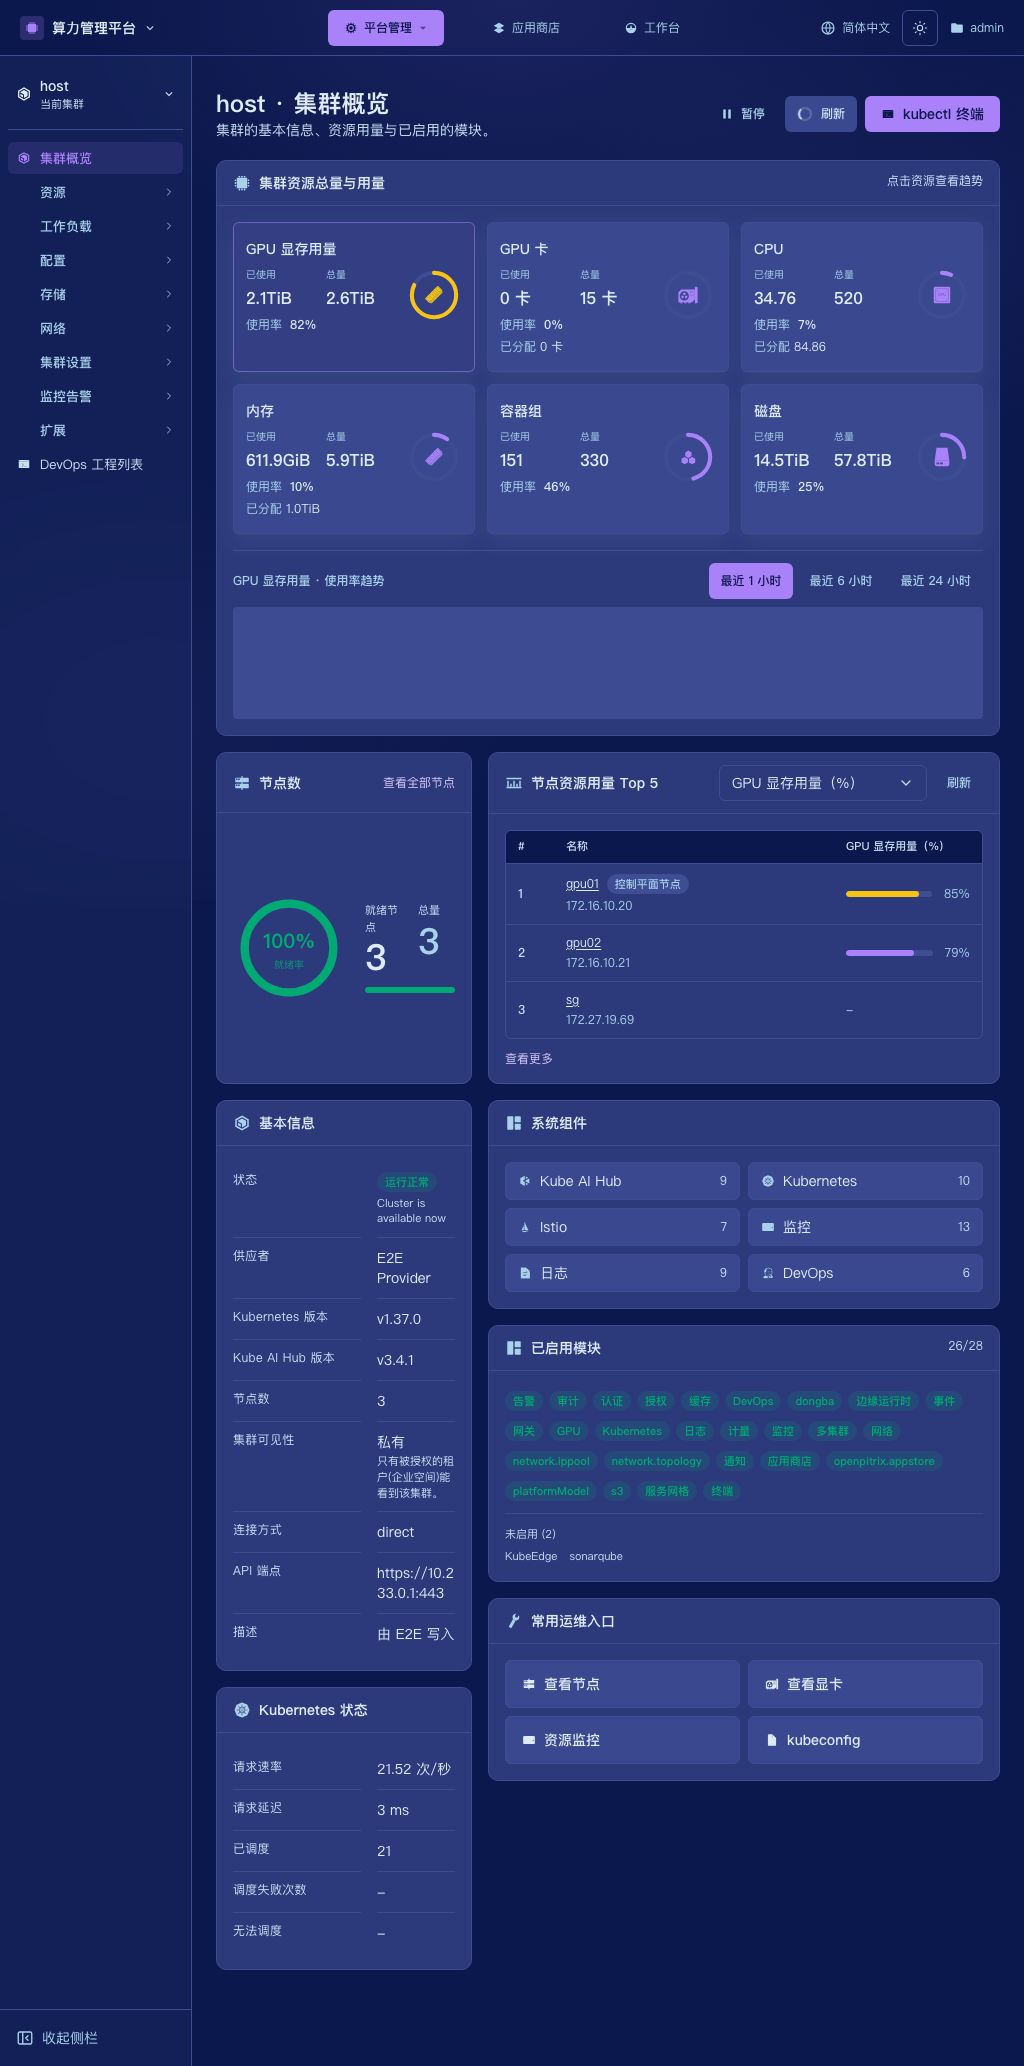 算力管理平台
平台管理
应用商店
工作台
简体中文
admin
host
当前集群
集群概览
资源
工作负载
配置
存储
网络
集群设置
监控告警
扩展
DevOps 工程列表
收起侧栏
host · 集群概览
集群的基本信息、资源用量与已启用的模块。
暂停
刷新
kubectl 终端
集群资源总量与用量
点击资源查看趋势
GPU 显存用量
已使用 总量
2.1TiB 2.6TiB
使用率 82%
GPU 卡
已使用 总量
0 卡 15 卡
使用率 0%
已分配 0 卡
CPU
已使用 总量
34.76 520
使用率 7%
已分配 84.86
内存
已使用 总量
611.9GiB 5.9TiB
使用率 10%
已分配 1.0TiB
容器组
已使用 总量
151 330
使用率 46%
磁盘
已使用 总量
14.5TiB 57.8TiB
使用率 25%
GPU 显存用量 · 使用率趋势
最近 1 小时
最近 6 小时
最近 24 小时
节点数
查看全部节点
100%
就绪率
就绪节点
3
总量
3
节点资源用量 Top 5
GPU 显存用量（%）
刷新
# 名称 GPU 显存用量（%）
1 gpu01 控制平面节点 85%
172.16.10.20
2 gpu02 79%
172.16.10.21
3 sg –
172.27.19.69
查看更多
基本信息
状态 运行正常
Cluster is
available now
供应者 E2E
Provider
Kubernetes 版本 v1.37.0
Kube AI Hub 版本 v3.4.1
节点数 3
集群可见性 私有
只有被授权的租
户(企业空间)能
看到该集群。
连接方式 direct
API 端点 https://10.2
33.0.1:443
描述 由 E2E 写入
Kubernetes 状态
请求速率 21.52 次/秒
请求延迟 3 ms
已调度 21
调度失败次数 –
无法调度 –
系统组件
Kube AI Hub 9
Kubernetes 10
Istio 7
监控 13
日志 9
DevOps 6
已启用模块
26/28
告警 审计 认证 授权 缓存 DevOps dongba 边缘运行时 事件
网关 GPU Kubernetes 日志 计量 监控 多集群 网络
network.ippool network.topology 通知 应用商店 openpitrix.appstore
platformModel s3 服务网格 终端
未启用 (2)
KubeEdge sonarqube
常用运维入口
查看节点
查看显卡
资源监控
kubeconfig